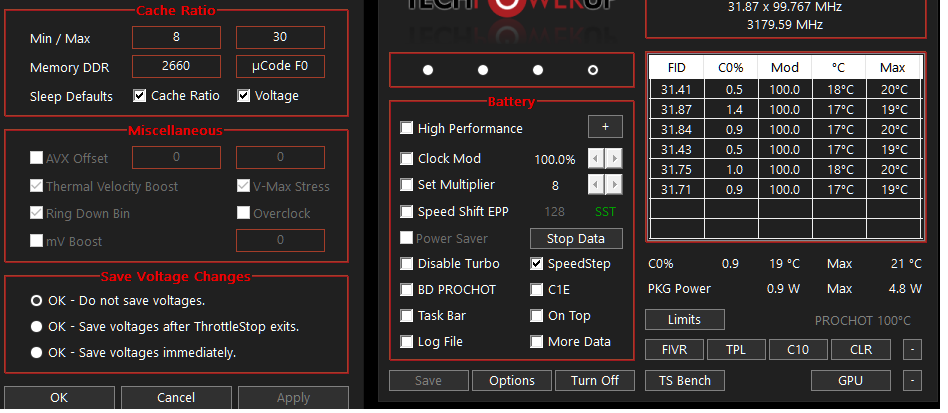 Cache Ratio
Min / Max 8 30
Memory DDR 2660 µCode F0
Sleep Defaults Cache Ratio Voltage
Miscellaneous
AVX Offset 0 0
Thermal Velocity Boost V-Max Stress
Ring Down Bin Overclock
mV Boost 0
Save Voltage Changes
OK - Do not save voltages.
OK - Save voltages after ThrottleStop exits.
OK - Save voltages immediately.
OK Cancel Apply
TECHPOWERUP
Battery
High Performance +
Clock Mod 100.0%
Set Multiplier 8
Speed Shift EPP 128 SST
Power Saver Stop Data
Disable Turbo SpeedStep
BD PROCHOT C1E
Task Bar On Top
Log File More Data
Save Options Turn Off
31.87 x 99.767 MHz
3179.59 MHz
FID C0% Mod °C Max
31.41 0.5 100.0 18°C 20°C
31.87 1.4 100.0 17°C 19°C
31.84 0.9 100.0 17°C 20°C
31.43 0.5 100.0 17°C 19°C
31.75 1.0 100.0 18°C 20°C
31.71 0.9 100.0 17°C 19°C
C0% 0.9 19 °C Max 21 °C
PKG Power 0.9 W Max 4.8 W
Limits PROCHOT 100°C
FIVR TPL C10 CLR -
TS Bench GPU -